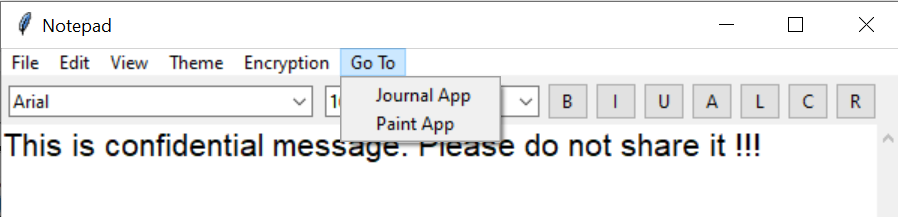 Notepad
File Edit View Theme Encryption Go To
Arial B I U A L C R
Journal App
Paint App
This is confidential message. Please do not share it !!!